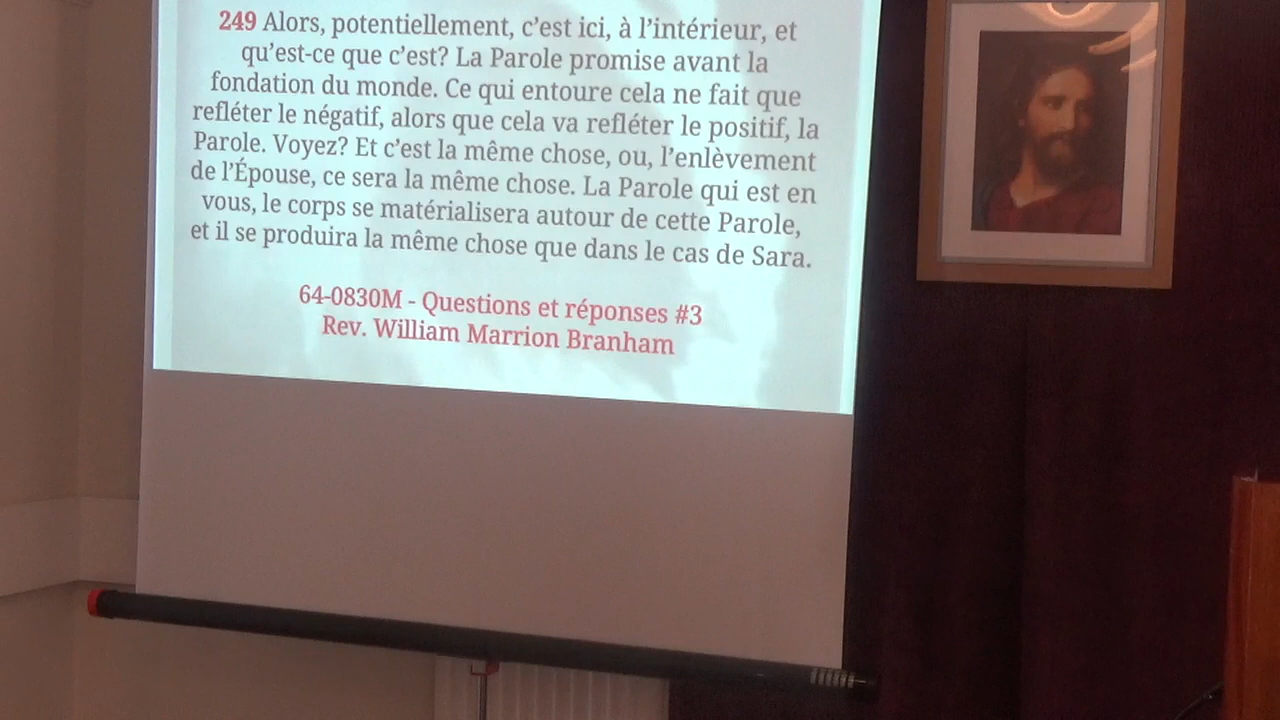 249 Alors, potentiellement, c’est ici, à l’intérieur, et
qu’est-ce que c’est? La Parole promise avant la
fondation du monde. Ce qui entoure cela ne fait que
refléter le négatif, alors que cela va refléter le positif, la
Parole. Voyez? Et c’est la même chose, ou, l’enlèvement
de l’Épouse, ce sera la même chose. La Parole qui est en
vous, le corps se matérialisera autour de cette Parole,
et il se produira la même chose que dans le cas de Sara.
64-0830M - Questions et réponses #3
Rev. William Marrion Branham